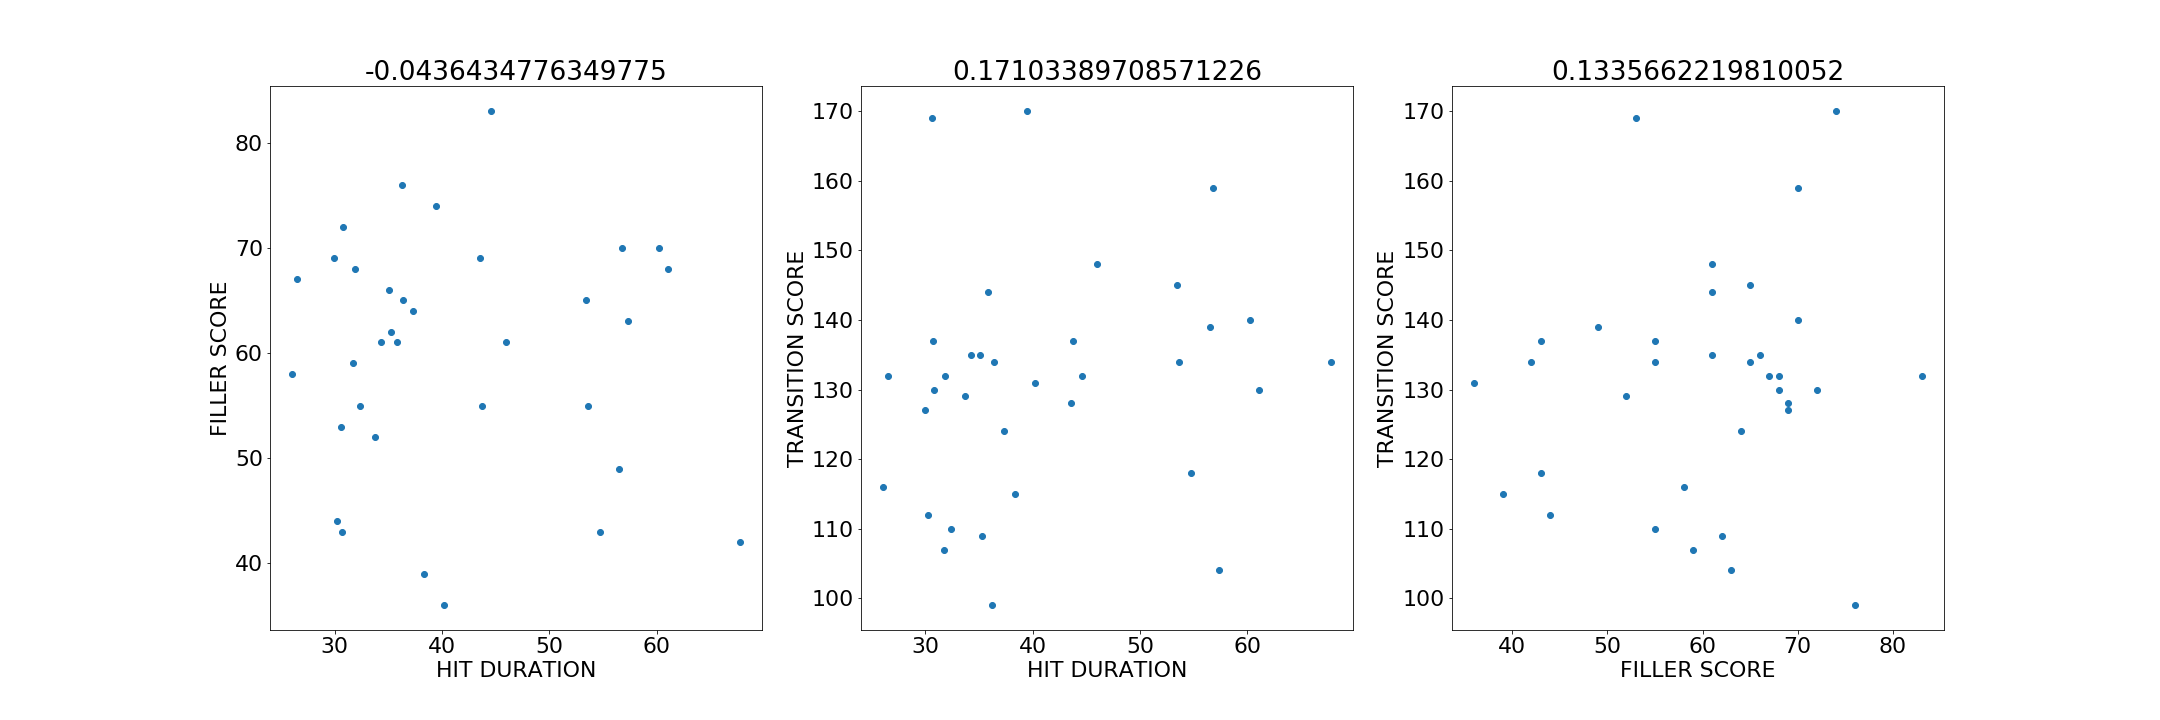 -0.0436434776349775
80
70
60
50
40
FILLER SCORE
30 40 50 60
HIT DURATION
0.17103389708571226
170
160
150
140
130
120
110
100
TRANSITION SCORE
30 40 50 60
HIT DURATION
0.1335662219810052
170
160
150
140
130
120
110
100
TRANSITION SCORE
40 50 60 70 80
FILLER SCORE